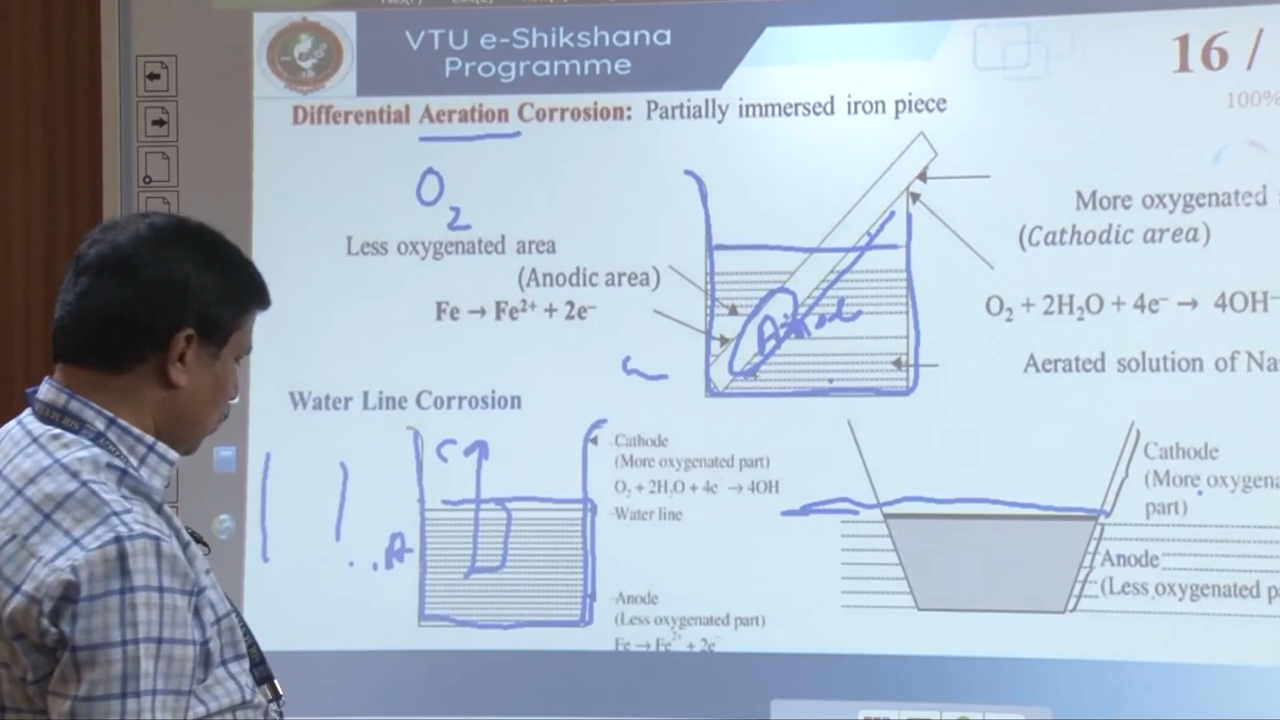 VTU e-Shikshana
Programme
16 /
100%
Differential Aeration Corrosion: Partially immersed iron piece
O2
Less oxygenated area
(Anodic area)
Fe → Fe²⁺ + 2e⁻
More oxygenated
(Cathodic area)
O₂ + 2H₂O + 4e⁻ → 4OH⁻
Aerated solution of Na
Water Line Corrosion
C
A
Cathode
(More oxygenated part)
O₂ + 2H₂O + 4e⁻ → 4OH
Water line
Anode
(Less oxygenated part)
Fe → Fe²⁺ + 2e⁻
Cathode
(More oxygena
part)
Anode
(Less oxygenated p